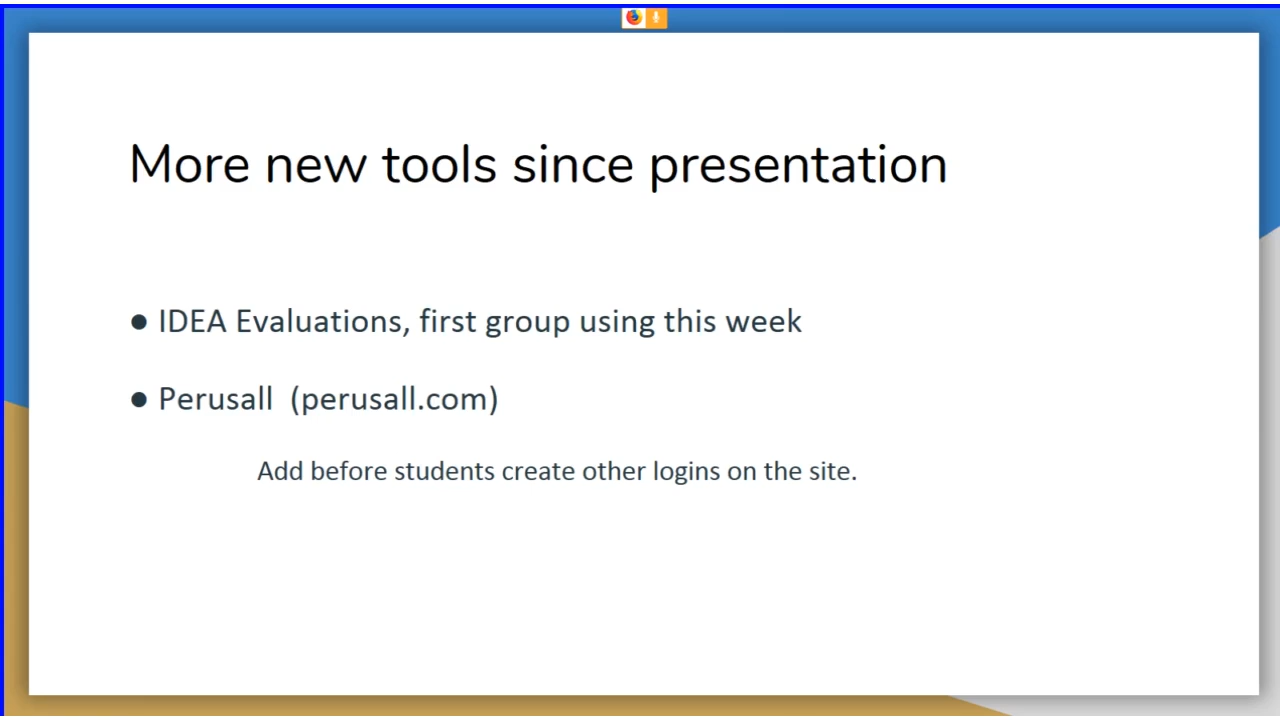 More new tools since presentation
● IDEA Evaluations, first group using this week
● Perusall (perusall.com)
Add before students create other logins on the site.